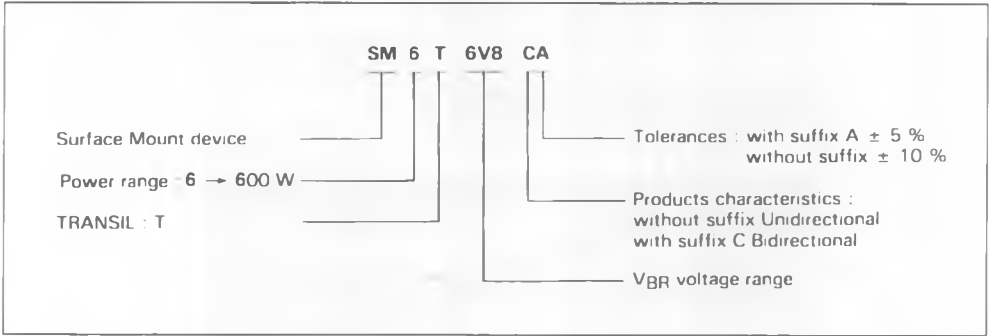 SM 6 T 6V8 CA
Surface Mount device
Power range 6 → 600 W
TRANSIL : T
Tolerances : with suffix A ± 5 %
without suffix ± 10 %
Products characteristics :
without suffix Unidirectional
with suffix C Bidirectional
VBR voltage range